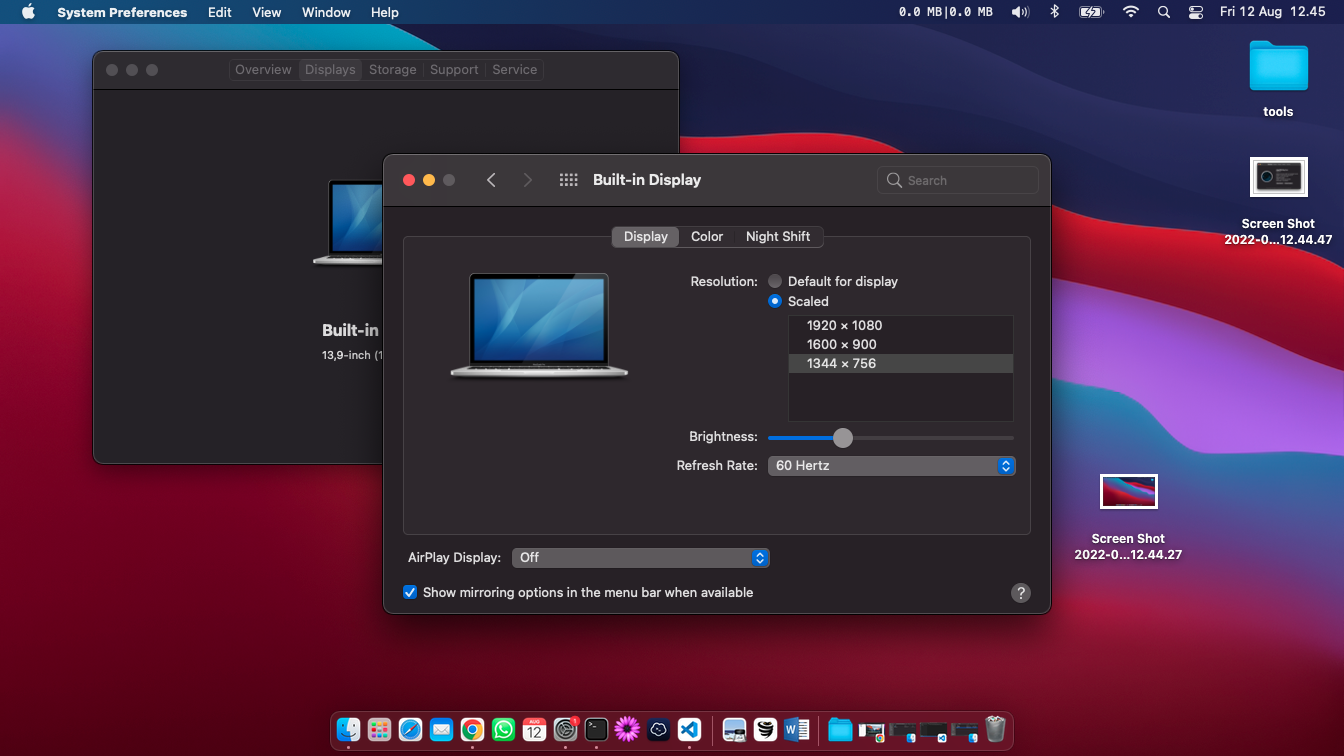 System Preferences Edit View Window Help 0.0 MB|0.0 MB Fri 12 Aug 12.45
Overview Displays Storage Support Service
tools
Built-in Display
Search
Screen Shot
2022-0...12.44.47
Display Color Night Shift
Resolution: Default for display
Scaled
1920 × 1080
1600 × 900
1344 × 756
Built-in
13,9-inch (1
Brightness:
Refresh Rate: 60 Hertz
Screen Shot
2022-0...12.44.27
AirPlay Display: Off
Show mirroring options in the menu bar when available
?
AUG
12
1
W